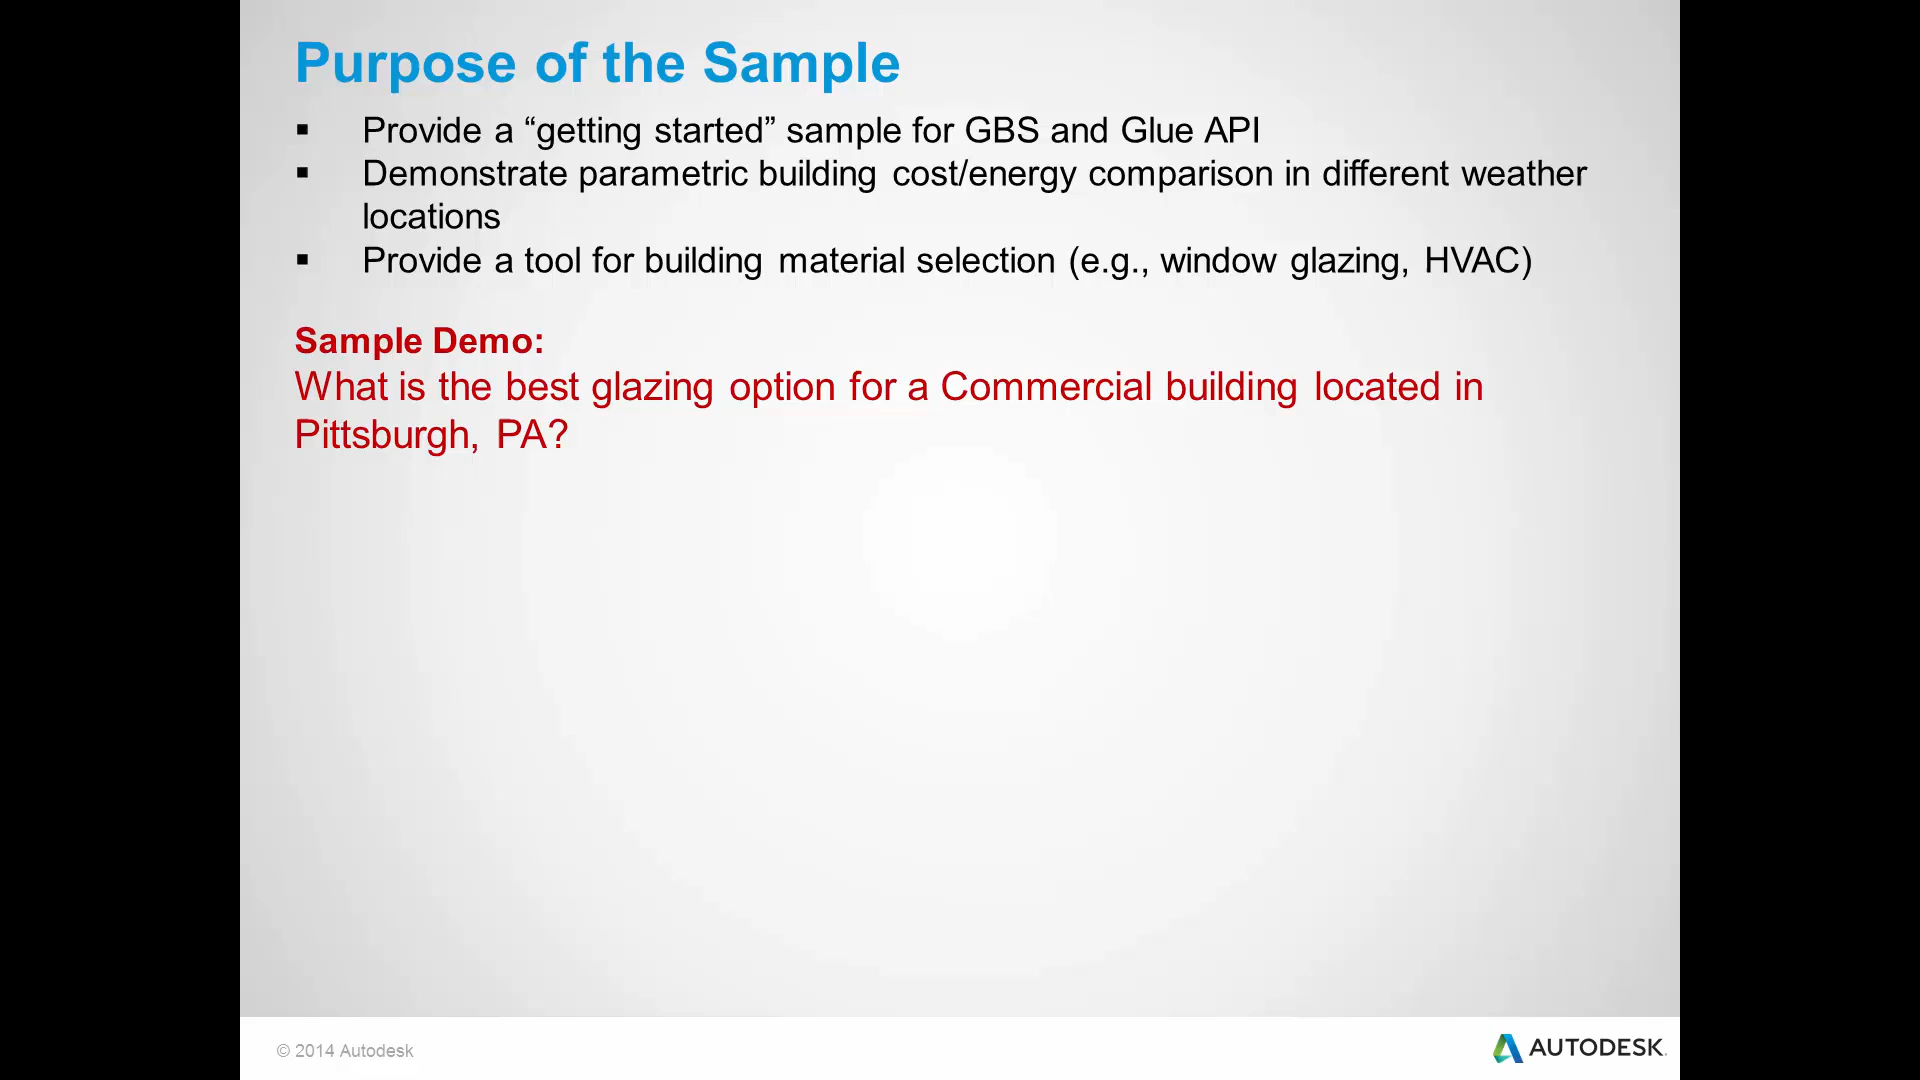 Purpose of the Sample
▪ Provide a “getting started” sample for GBS and Glue API
▪ Demonstrate parametric building cost/energy comparison in different weather
locations
▪ Provide a tool for building material selection (e.g., window glazing, HVAC)
Sample Demo:
What is the best glazing option for a Commercial building located in
Pittsburgh, PA?
© 2014 Autodesk
AUTODESK.